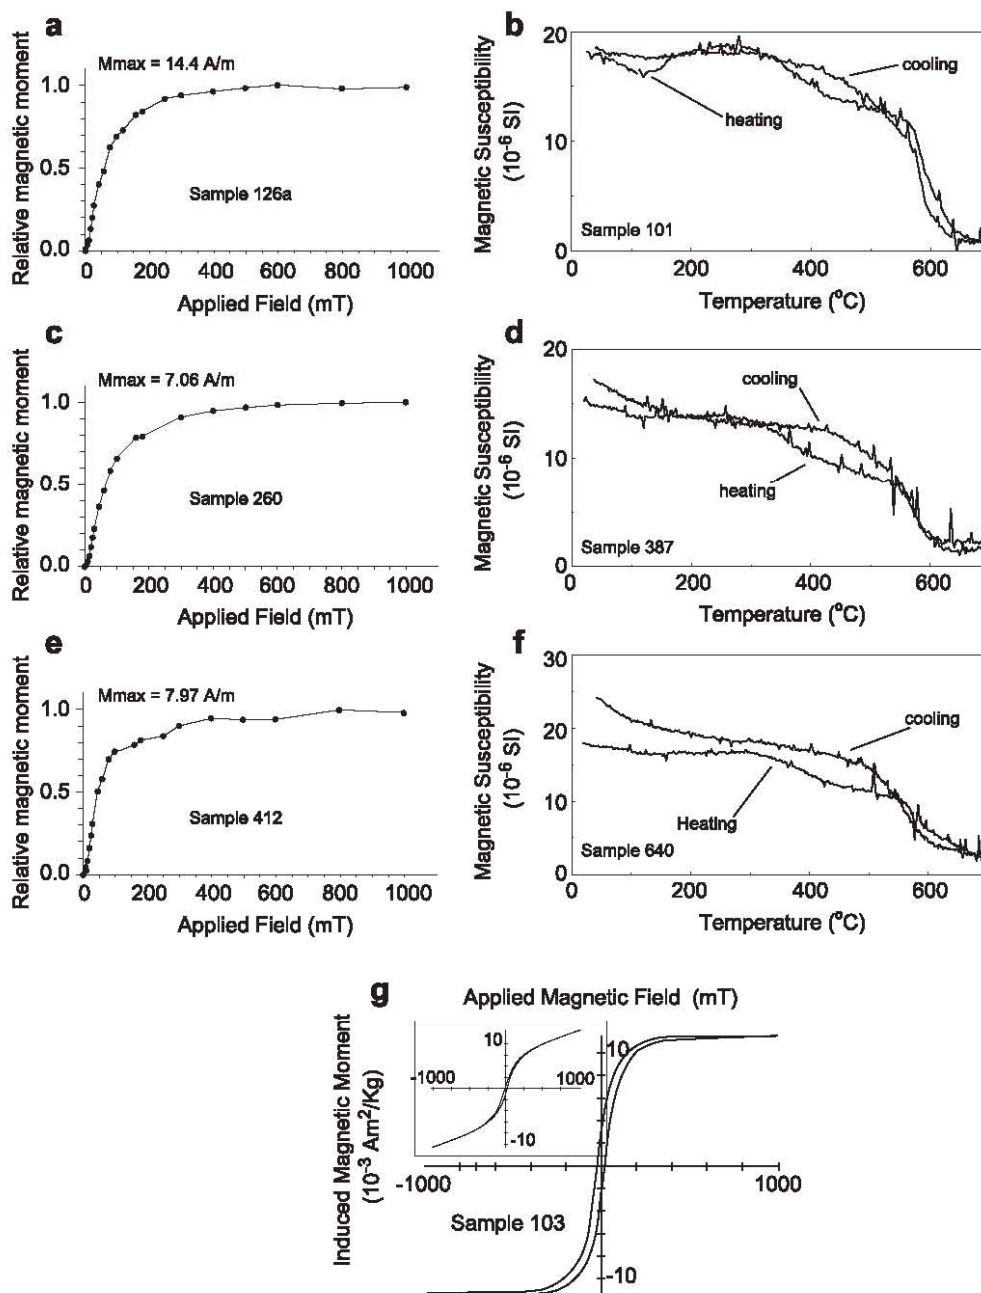 a
Mmax = 14.4 A/m
1.0
0.5
0.0
Relative magnetic moment
Sample 126a
0 200 400 600 800 1000
Applied Field (mT)
b
20
10
0
Magnetic Susceptibility
(10⁻⁶ SI)
cooling
heating
Sample 101
0 200 400 600
Temperature (°C)
c
Mmax = 7.06 A/m
1.0
0.5
0.0
Relative magnetic moment
Sample 260
0 200 400 600 800 1000
Applied Field (mT)
d
20
10
0
Magnetic Susceptibility
(10⁻⁶ SI)
cooling
heating
Sample 387
0 200 400 600
Temperature (°C)
e
Mmax = 7.97 A/m
1.0
0.5
0.0
Relative magnetic moment
Sample 412
0 200 400 600 800 1000
Applied Field (mT)
f
30
20
10
0
Magnetic Susceptibility
(10⁻⁶ SI)
cooling
Heating
Sample 640
0 200 400 600
Temperature (°C)
g
Applied Magnetic Field (mT)
Induced Magnetic Moment
(10⁻³ Am²/Kg)
10
-1000
1000
-10
10
-1000
1000
Sample 103
-10